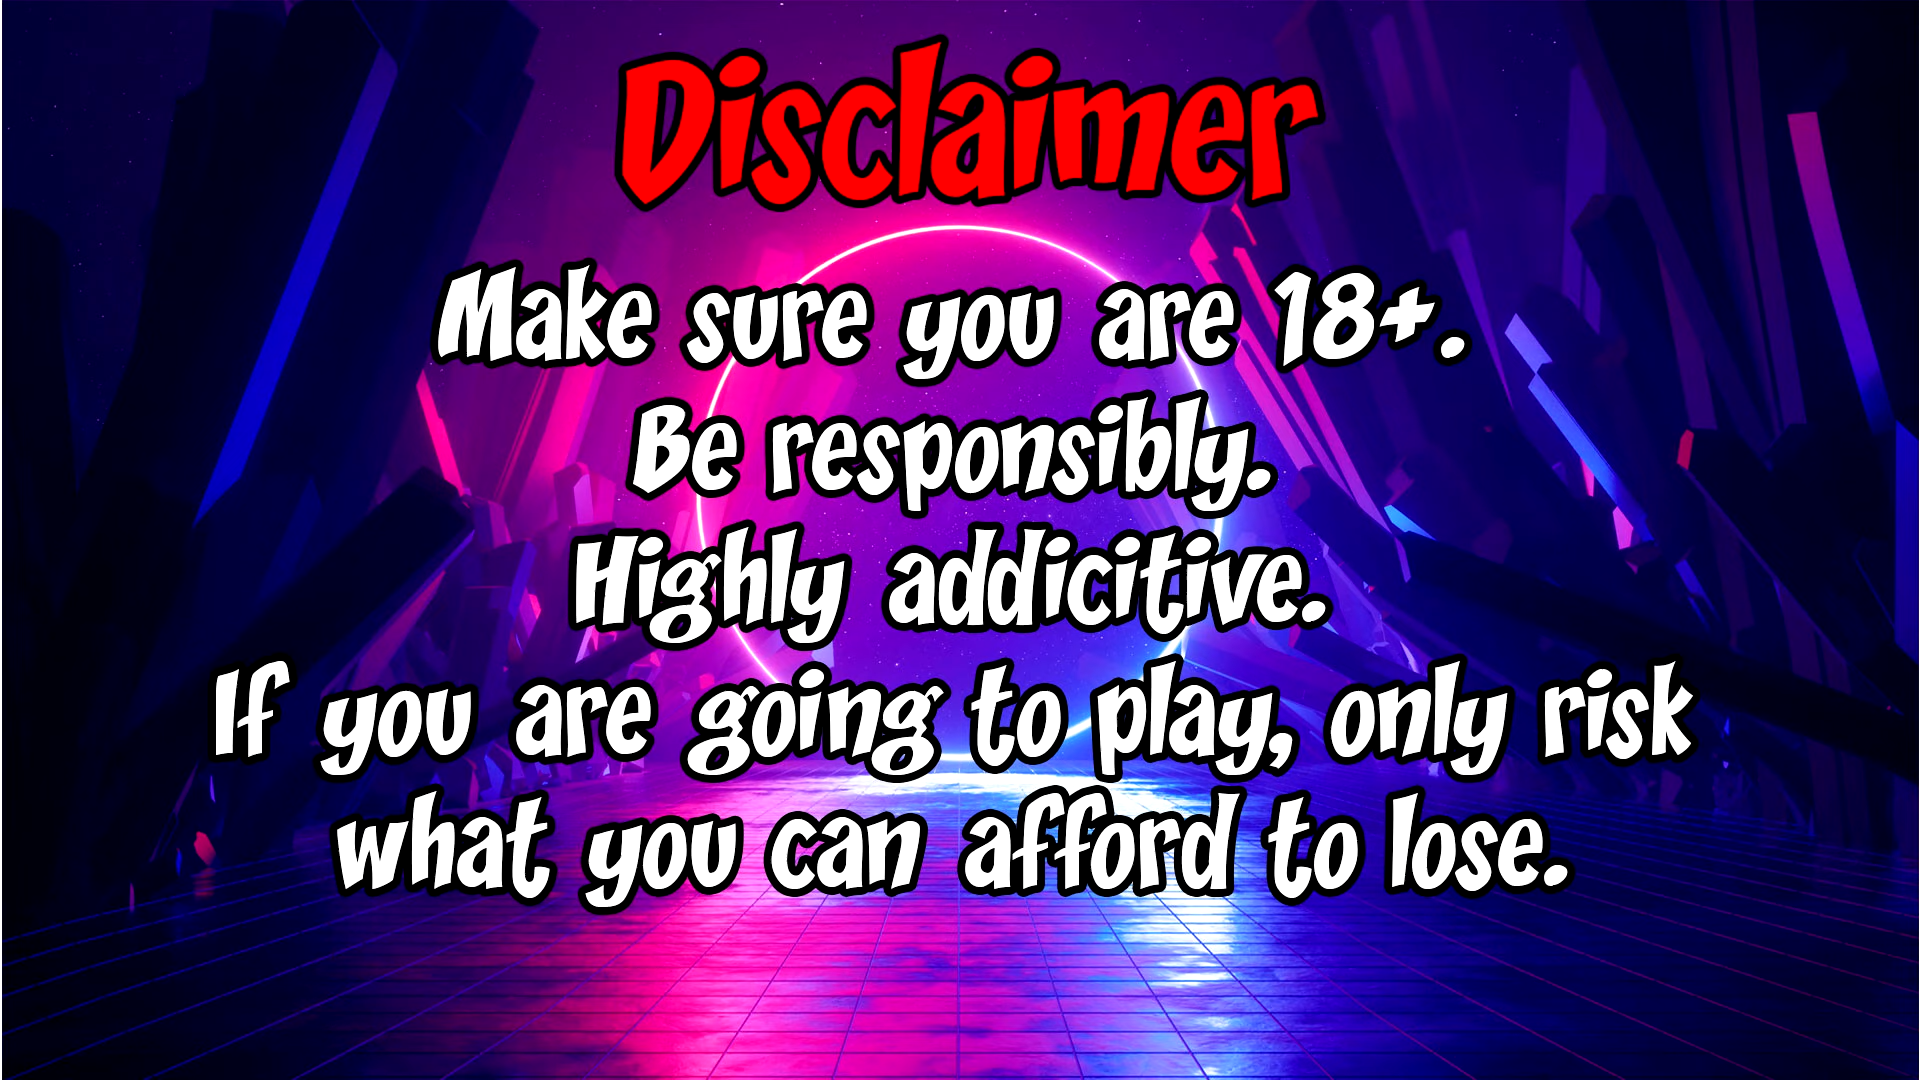 Disclaimer
Make sure you are 18+.
Be responsibly.
Highly addicitive.
If you are going to play, only risk
what you can afford to lose.